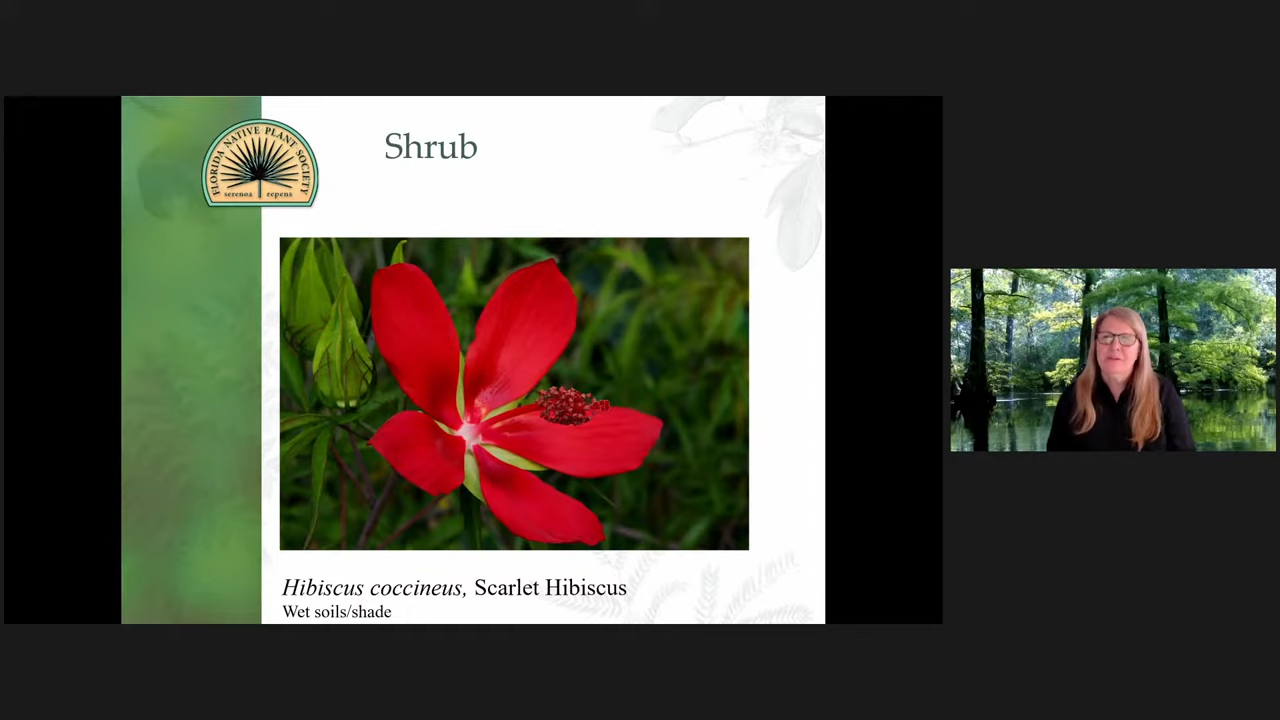 FLORIDA NATIVE PLANT SOCIETY
serenoa repens
Shrub
Hibiscus coccineus, Scarlet Hibiscus
Wet soils/shade